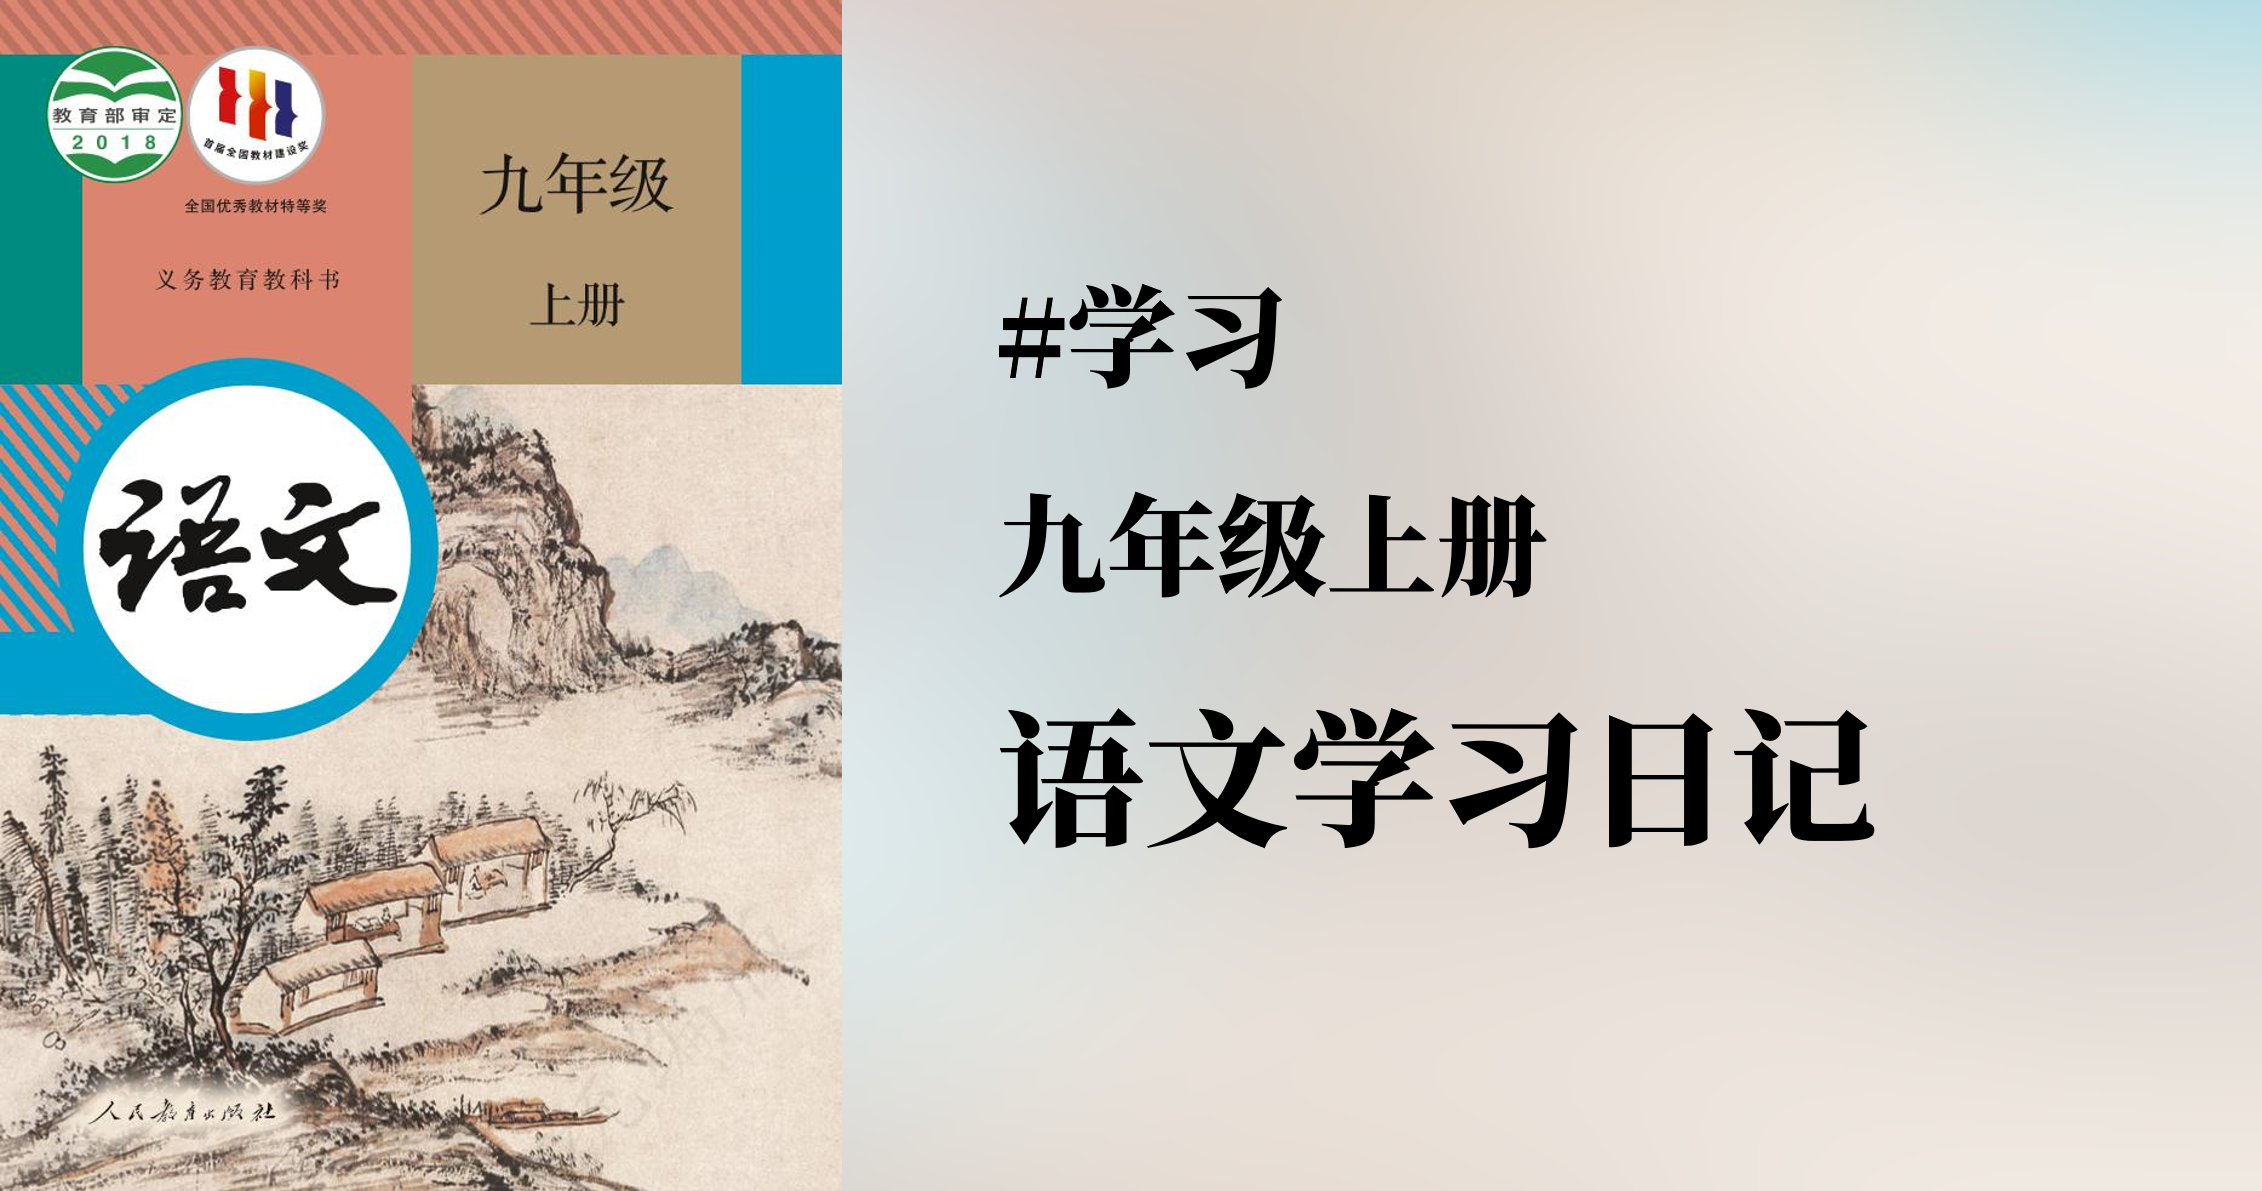 教育部审定
2018
首届全国教材建设奖
全国优秀教材特等奖
义务教育教科书
九年级
上册
语文
人民教育出版社
#学习
九年级上册
语文学习日记